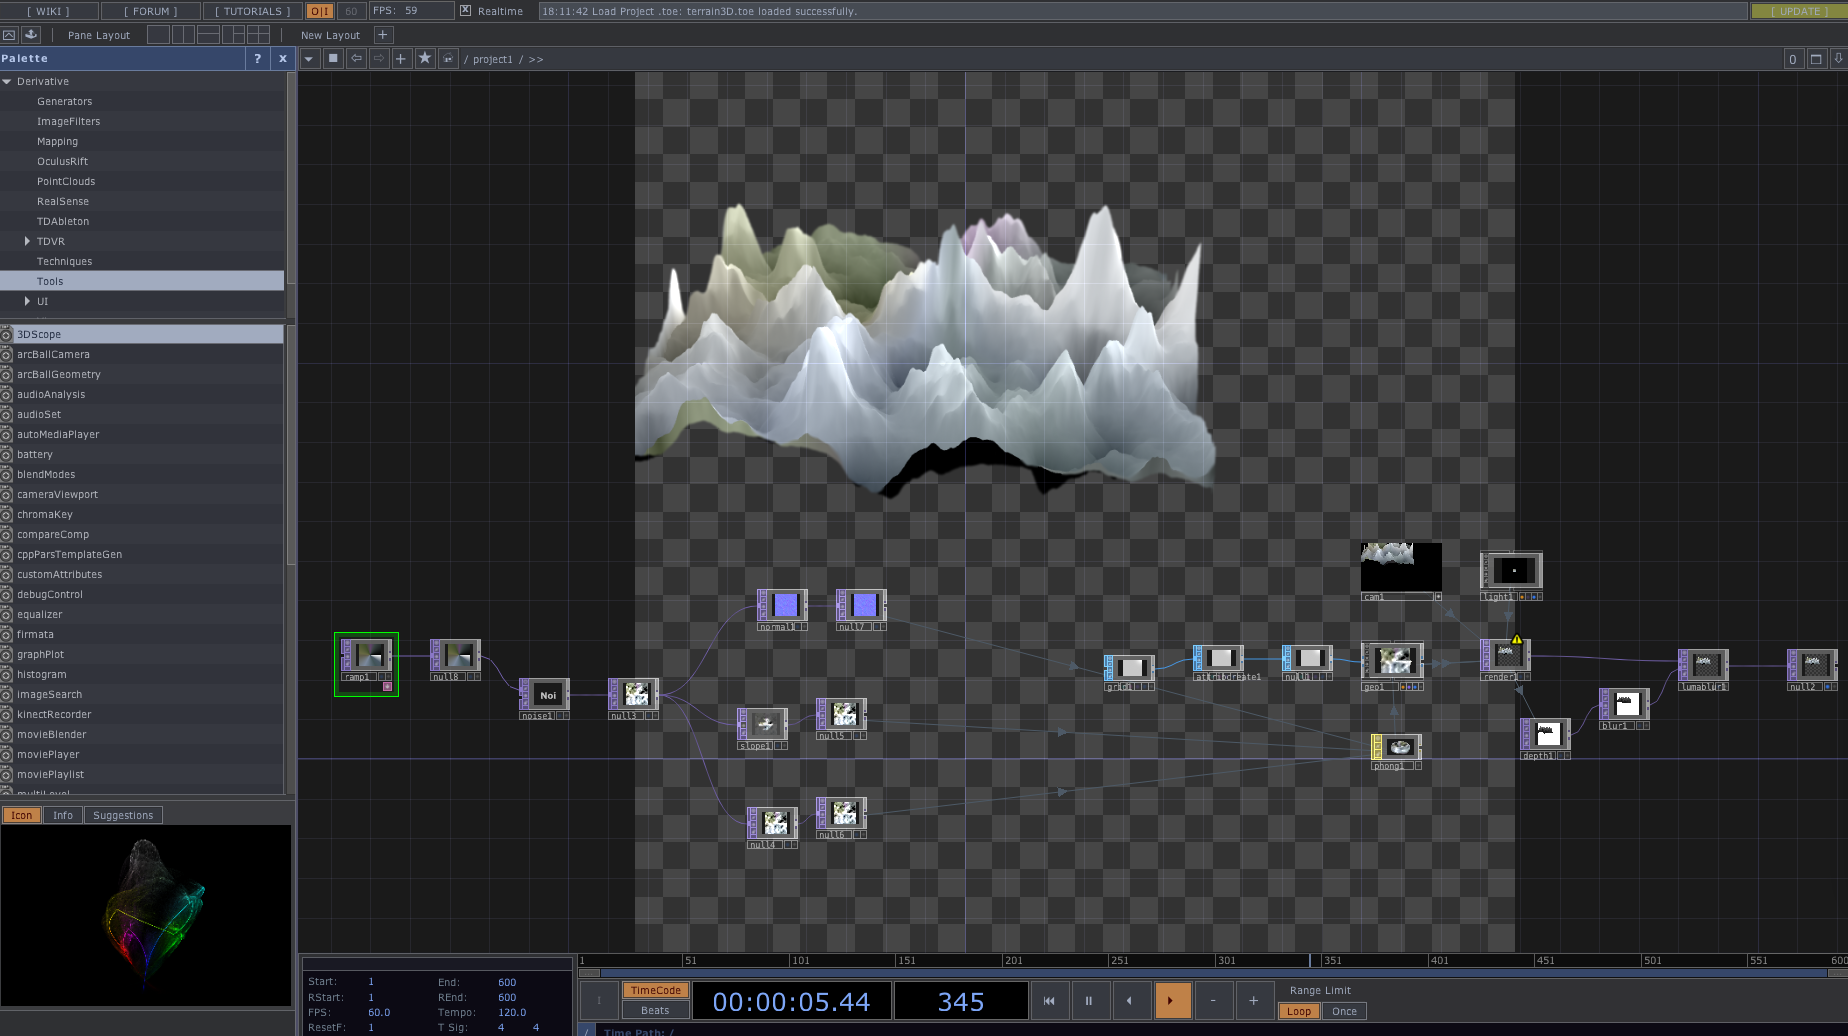 [ WIKI ] [ FORUM ] [ TUTORIALS ] O|I 60 FPS: 59 Realtime 18:11:42 Load Project .toe: terrain3D.toe loaded successfully. [ UPDATE ]
Pane Layout New Layout +
Palette ? x / project1 / >> 0
Derivative
Generators
ImageFilters
Mapping
OculusRift
PointClouds
RealSense
TDAbleton
TDVR
Techniques
Tools
UI
3DScope
arcBallCamera
arcBallGeometry
audioAnalysis
audioSet
autoMediaPlayer
battery
blendModes
cameraViewport
chromaKey
compareComp
cppParsTemplateGen
customAttributes
debugControl
equalizer
firmata
graphPlot
histogram
imageSearch
kinectRecorder
movieBlender
moviePlayer
moviePlaylist
multiLevel
Icon Info Suggestions
cam1 light1
normal1 null7
ramp1 null8 grid1 attribcreate1 null1 geo1 render1 lumablur1 null2
Noi
noise1 null3
slope1 null5 blur1
phong1 depth1
null4 null6
1 51 101 151 201 251 301 351 401 451 501 551 600
Start: 1 End: 600
RStart: 1 REnd: 600
FPS: 60.0 Tempo: 120.0
ResetF: 1 T Sig: 4 4
TimeCode
Beats
00:00:05.44 345
- +
Range Limit
Loop Once
/ Time Path: /